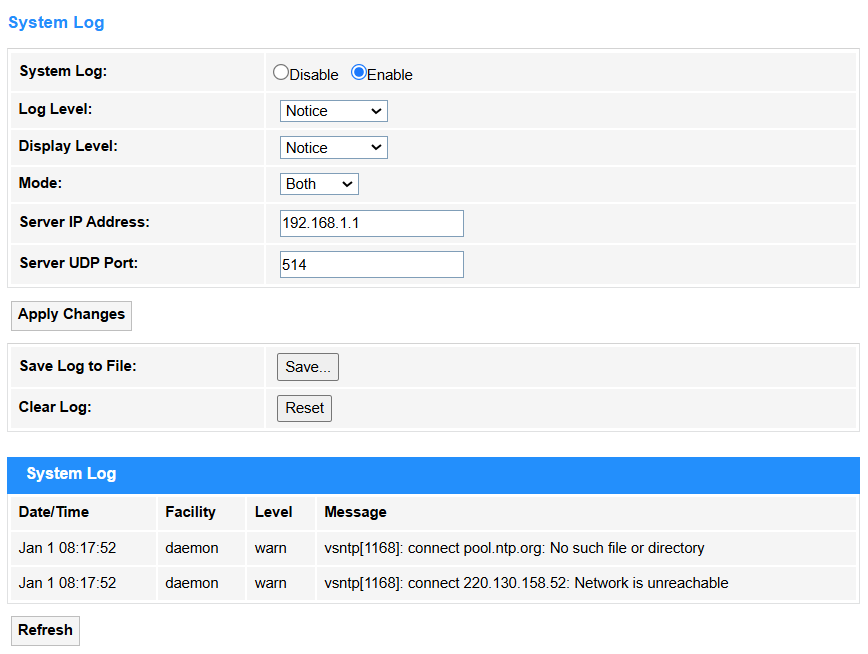 System Log
System Log: Disable Enable
Log Level: Notice
Display Level: Notice
Mode: Both
Server IP Address: 192.168.1.1
Server UDP Port: 514
Apply Changes
Save Log to File: Save...
Clear Log: Reset
System Log
Date/Time Facility Level Message
Jan 1 08:17:52 daemon warn vsntp[1168]: connect pool.ntp.org: No such file or directory
Jan 1 08:17:52 daemon warn vsntp[1168]: connect 220.130.158.52: Network is unreachable
Refresh